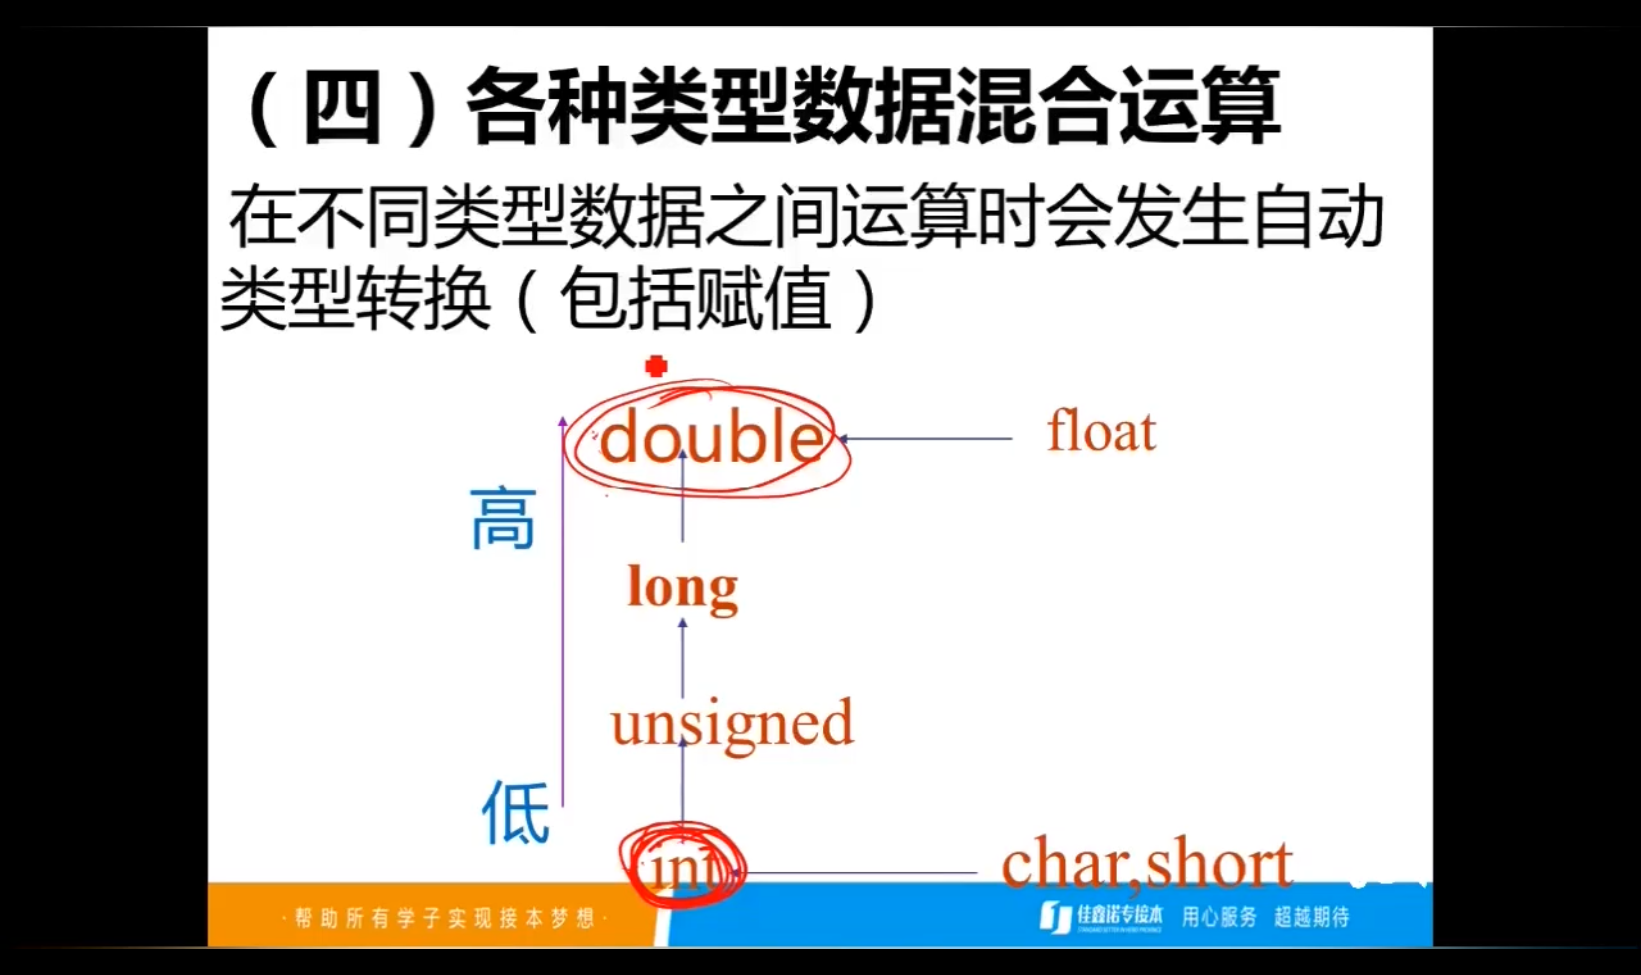 （四）各种类型数据混合运算
在不同类型数据之间运算时会发生自动
类型转换（包括赋值）
double
float
高
long
unsigned
低
int
char,short
·帮助所有学子实现接本梦想·
佳鑫诺专接本
用心服务 超越期待